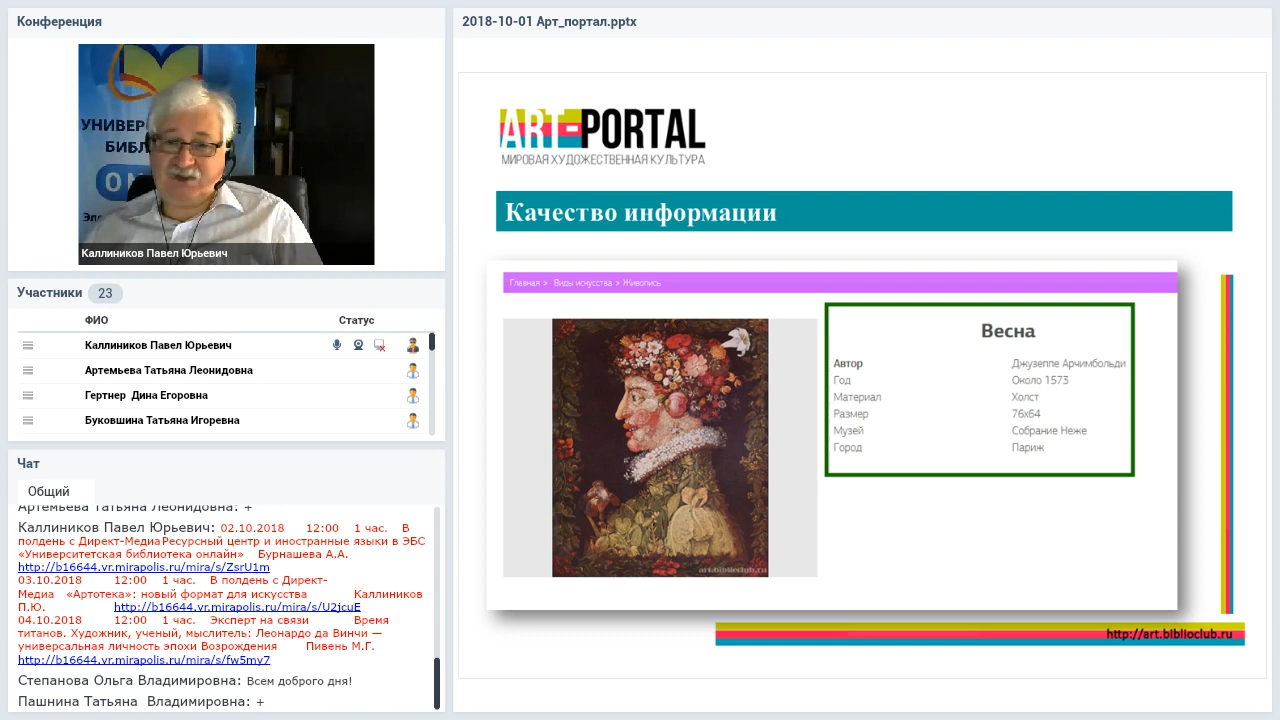 Конференция
УНИВЕР
БИБЛ
Каллиников Павел Юрьевич
Участники 23
ФИО Статус
Каллиников Павел Юрьевич
Артемьева Татьяна Леонидовна
Гертнер Дина Егоровна
Буковшина Татьяна Игоревна
Чат
Общий
Артемьева Татьяна Леонидовна: +
Каллиников Павел Юрьевич: 02.10.2018 12:00 1 час. В
полдень с Директ-Медиа Ресурсный центр и иностранные языки в ЭБС
«Университетская библиотека онлайн» Бурнашева А.А.
http://b16644.vr.mirapolis.ru/mira/s/ZsrU1m
03.10.2018 12:00 1 час. В полдень с Директ-
Медиа «Артотека»: новый формат для искусства Каллиников
П.Ю. http://b16644.vr.mirapolis.ru/mira/s/U2jcuE
04.10.2018 12:00 1 час. Эксперт на связи Время
титанов. Художник, ученый, мыслитель: Леонардо да Винчи —
универсальная личность эпохи Возрождения Пивень М.Г.
http://b16644.vr.mirapolis.ru/mira/s/fw5my7
Степанова Ольга Владимировна: Всем доброго дня!
Пашнина Татьяна Владимировна: +
2018-10-01 Арт_портал.pptx
ART-PORTAL
МИРОВАЯ ХУДОЖЕСТВЕННАЯ КУЛЬТУРА
Качество информации
Главная > Виды искусства > Живопись
Весна
Автор Джузеппе Арчимбольди
Год Около 1573
Материал Холст
Размер 76x64
Музей Собрание Неже
Город Париж
art.biblioclub.ru
http://art.biblioclub.ru